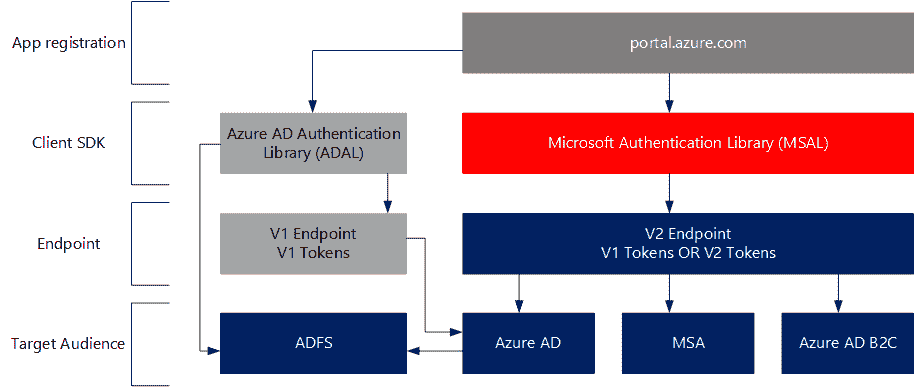 App registration
portal.azure.com
Client SDK
Azure AD Authentication
Library (ADAL)
Microsoft Authentication Library (MSAL)
Endpoint
V1 Endpoint
V1 Tokens
V2 Endpoint
V1 Tokens OR V2 Tokens
Target Audience
ADFS
Azure AD
MSA
Azure AD B2C